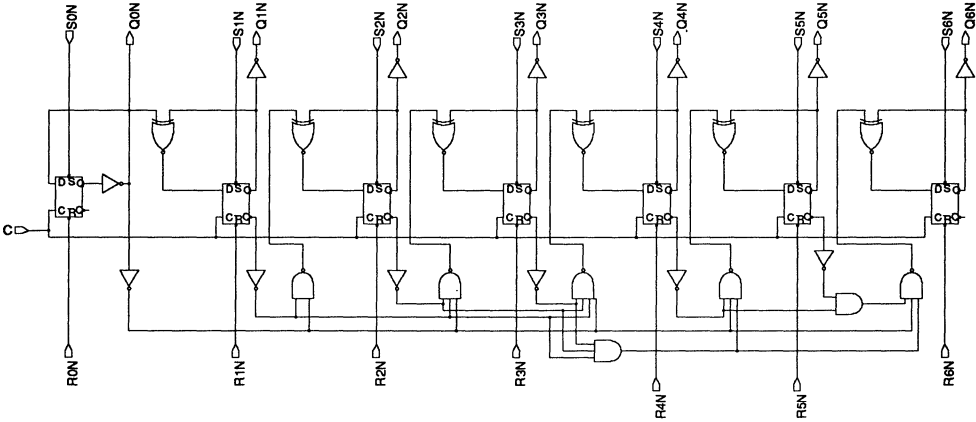 S0N
Q0N
S1N
Q1N
S2N
Q2N
S3N
Q3N
S4N
.Q4N
S5N
Q5N
S6N
Q6N
D S Q
C R Q
D S Q
C R Q
D S Q
C R Q
D S Q
C R Q
D S Q
C R Q
D S Q
C R Q
D S Q
C R Q
C
R0N
R1N
R2N
R3N
R4N
R5N
R6N